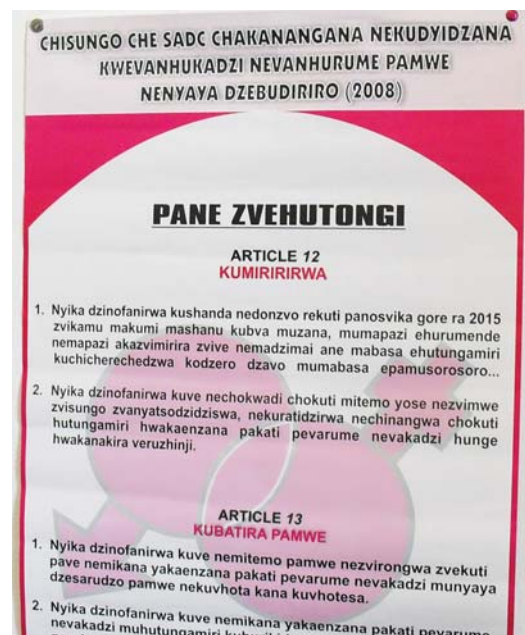 CHISUNGO CHE SADC CHAKANANGANA NEKUDYIDZANA
KWEVANHUKADZI NEVANHURUME PAMWE
NENYAYA DZEBUDIRIRO (2008)
PANE ZVEHUTONGI
ARTICLE 12
KUMIRIRIRWA
1. Nyika dzinofanirwa kushanda nedonzvo rekuti panosvika gore ra 2015
zvikamu makumi mashanu kubva muzana, mumapazi ehurumende
nemapazi akazvimirira zvive nemadzimai ane mabasa ehutungamiri
kuchicherechedzwa kodzero dzavo mumabasa epamusorosoro...
2. Nyika dzinofanirwa kuve nechokwadi chokuti mitemo yose nezvimwe
zvisungo zvanyatsodzidziswa, nekuratidzirwa nechinangwa chokuti
hutungamiri hwakaenzana pakati pevarume nevakadzi hunge
hwakanakira veruzhinji.
ARTICLE 13
KUBATIRA PAMWE
1. Nyika dzinofanirwa kuve nemitemo pamwe nezvirongwa zvekuti
pave nemikana yakaenzana pakati pevarume nevakadzi munyaya
dzesarudzo pamwe nekuvhota kana kuvhotesa.
2. Nyika dzinofanirwa kuve nemikana yakaenzana pakati pevarume
nevakadzi muhutungamiri